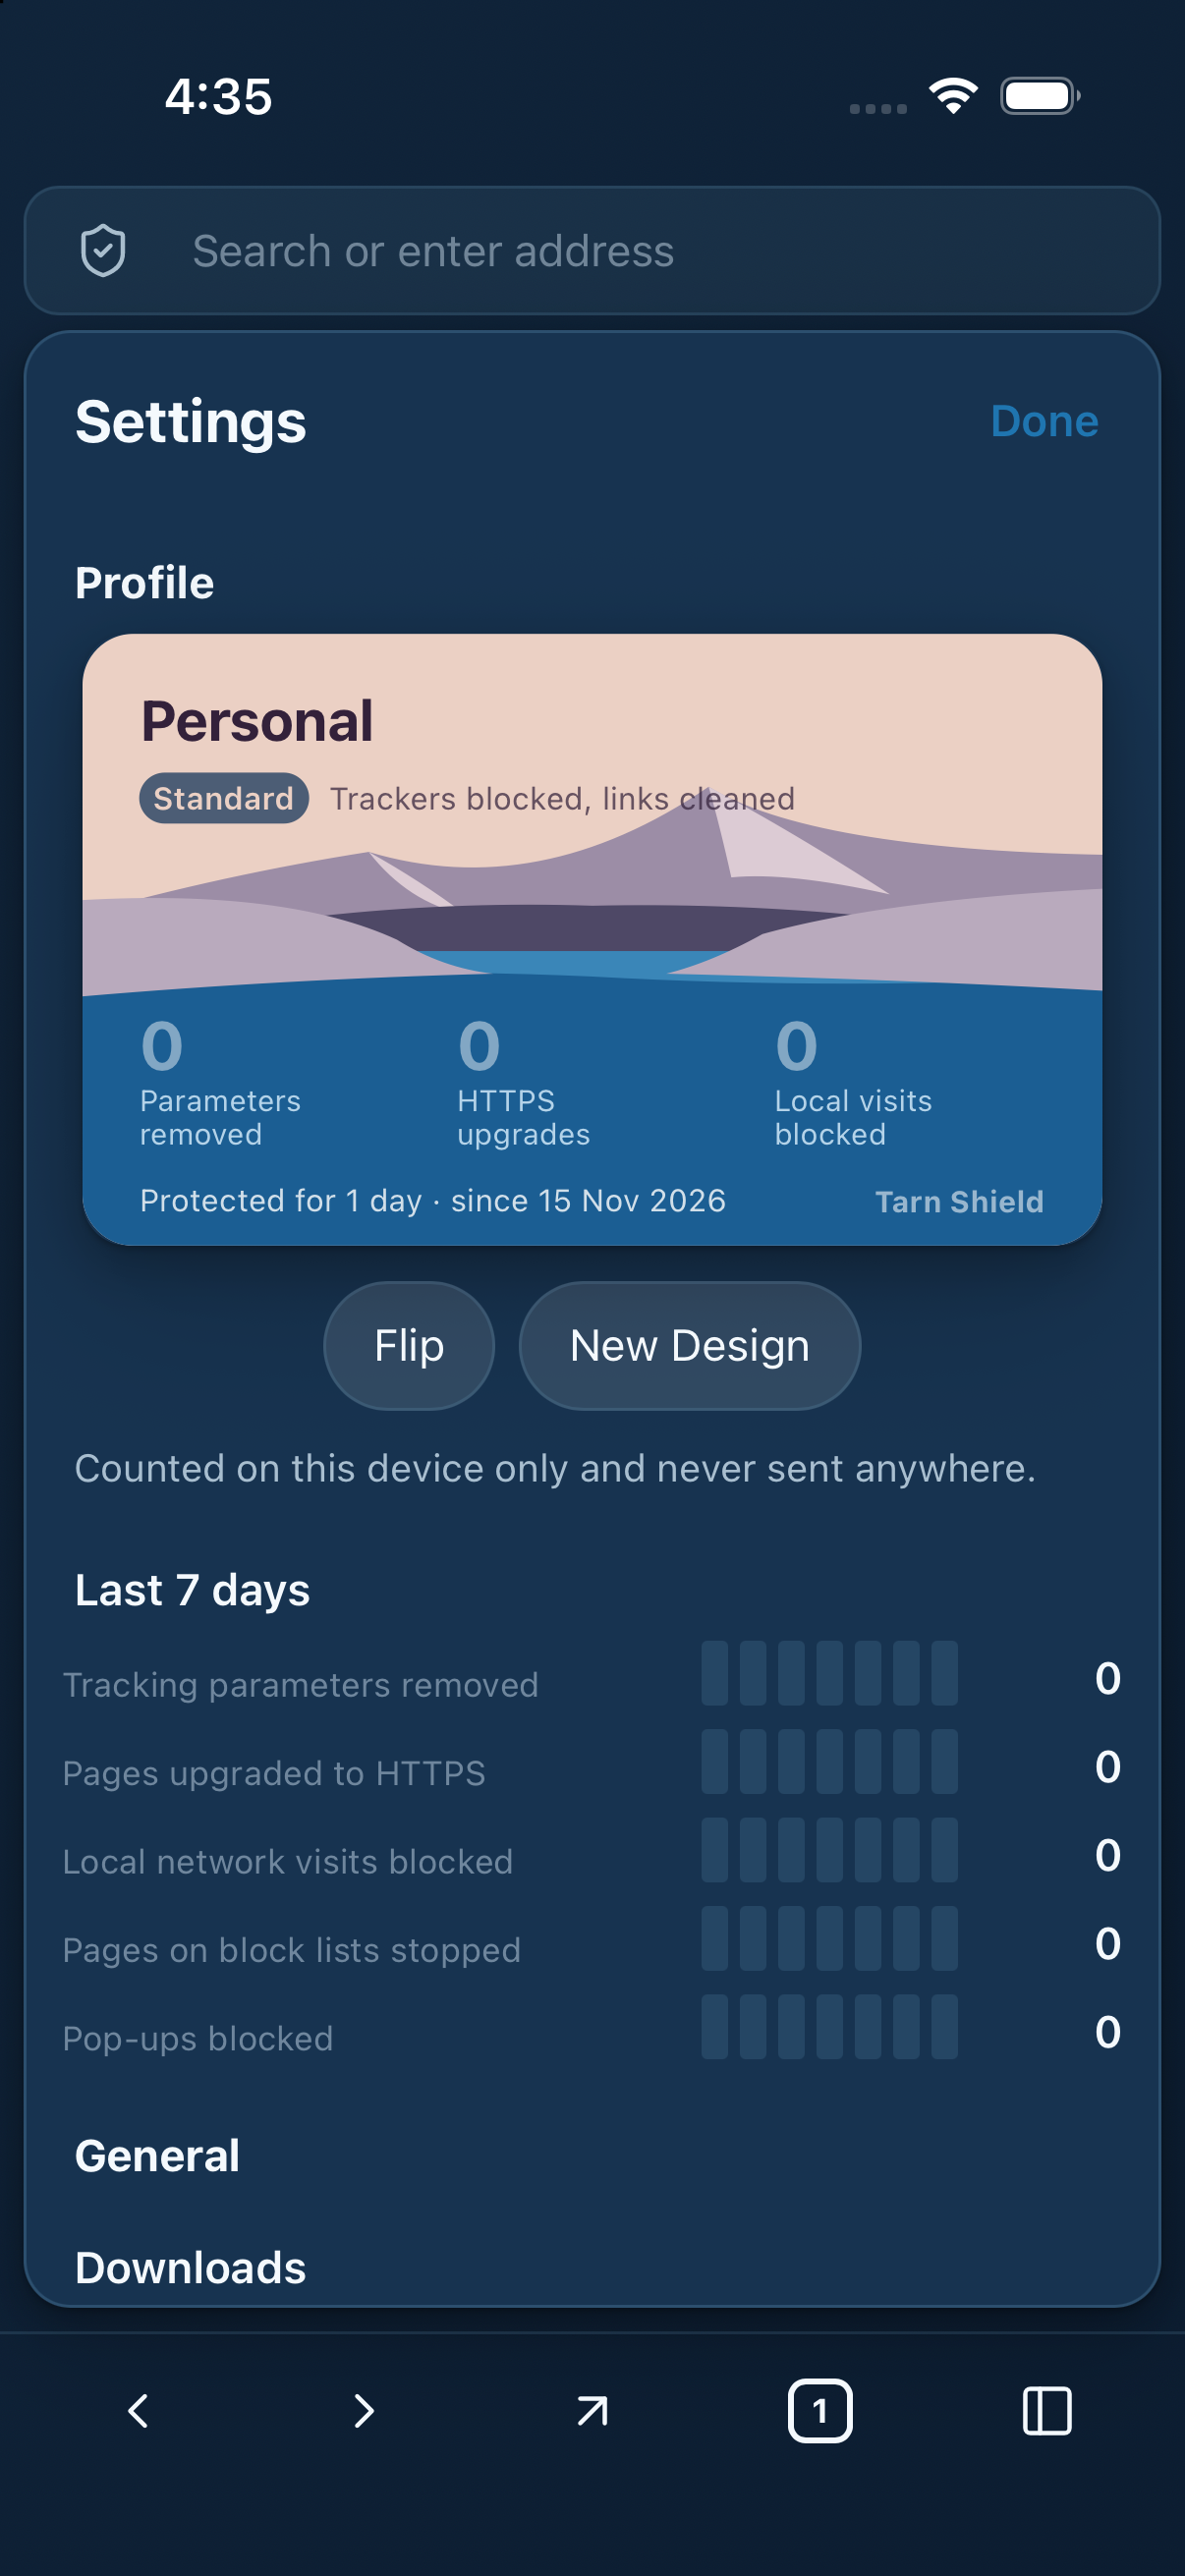 4:35
Search or enter address
Settings
Done
Profile
Personal
Standard
Trackers blocked, links cleaned
0
0
0
Parameters
removed
HTTPS
upgrades
Local visits
blocked
Protected for 1 day · since 15 Nov 2026
Tarn Shield
Flip
New Design
Counted on this device only and never sent anywhere.
Last 7 days
Tracking parameters removed
0
Pages upgraded to HTTPS
0
Local network visits blocked
0
Pages on block lists stopped
0
Pop-ups blocked
0
General
Downloads
1